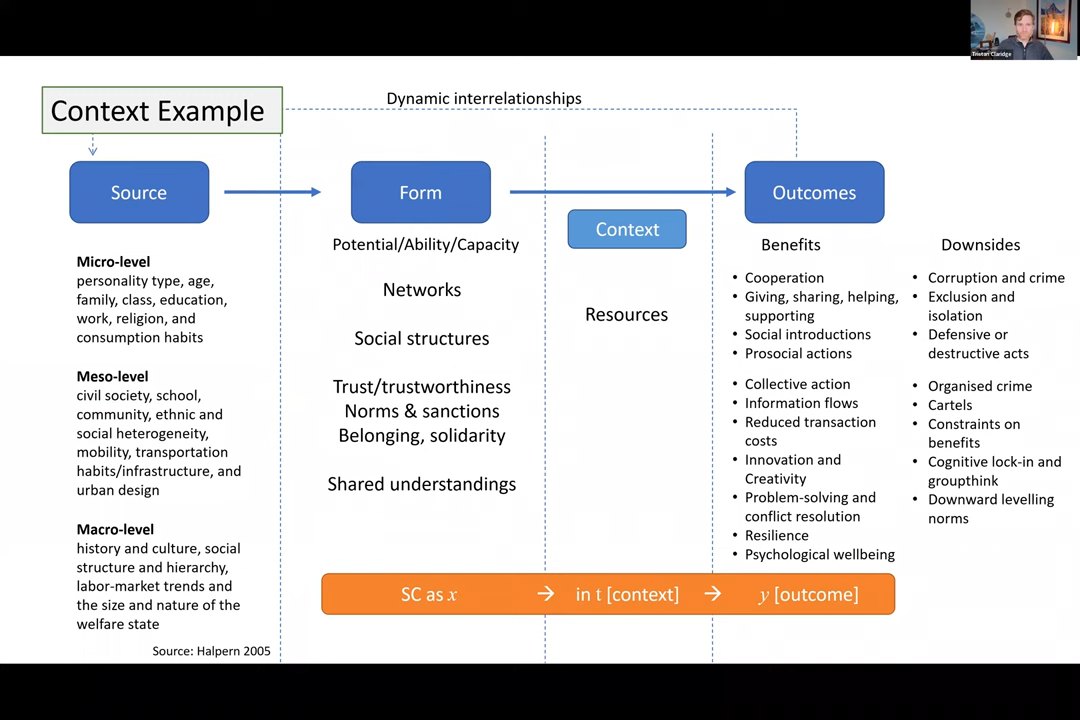 Tristan Claridge
Context Example
Dynamic interrelationships
Source
Form
Context
Outcomes
Micro-level
personality type, age,
family, class, education,
work, religion, and
consumption habits
Meso-level
civil society, school,
community, ethnic and
social heterogeneity,
mobility, transportation
habits/infrastructure, and
urban design
Macro-level
history and culture, social
structure and hierarchy,
labor-market trends and
the size and nature of the
welfare state
Source: Halpern 2005
Potential/Ability/Capacity
Networks
Social structures
Trust/trustworthiness
Norms & sanctions
Belonging, solidarity
Shared understandings
Resources
Benefits
• Cooperation
• Giving, sharing, helping,
supporting
• Social introductions
• Prosocial actions
• Collective action
• Information flows
• Reduced transaction
costs
• Innovation and
Creativity
• Problem-solving and
conflict resolution
• Resilience
• Psychological wellbeing
Downsides
• Corruption and crime
• Exclusion and
isolation
• Defensive or
destructive acts
• Organised crime
• Cartels
• Constraints on
benefits
• Cognitive lock-in and
groupthink
• Downward levelling
norms
SC as x → in t [context] → y [outcome]